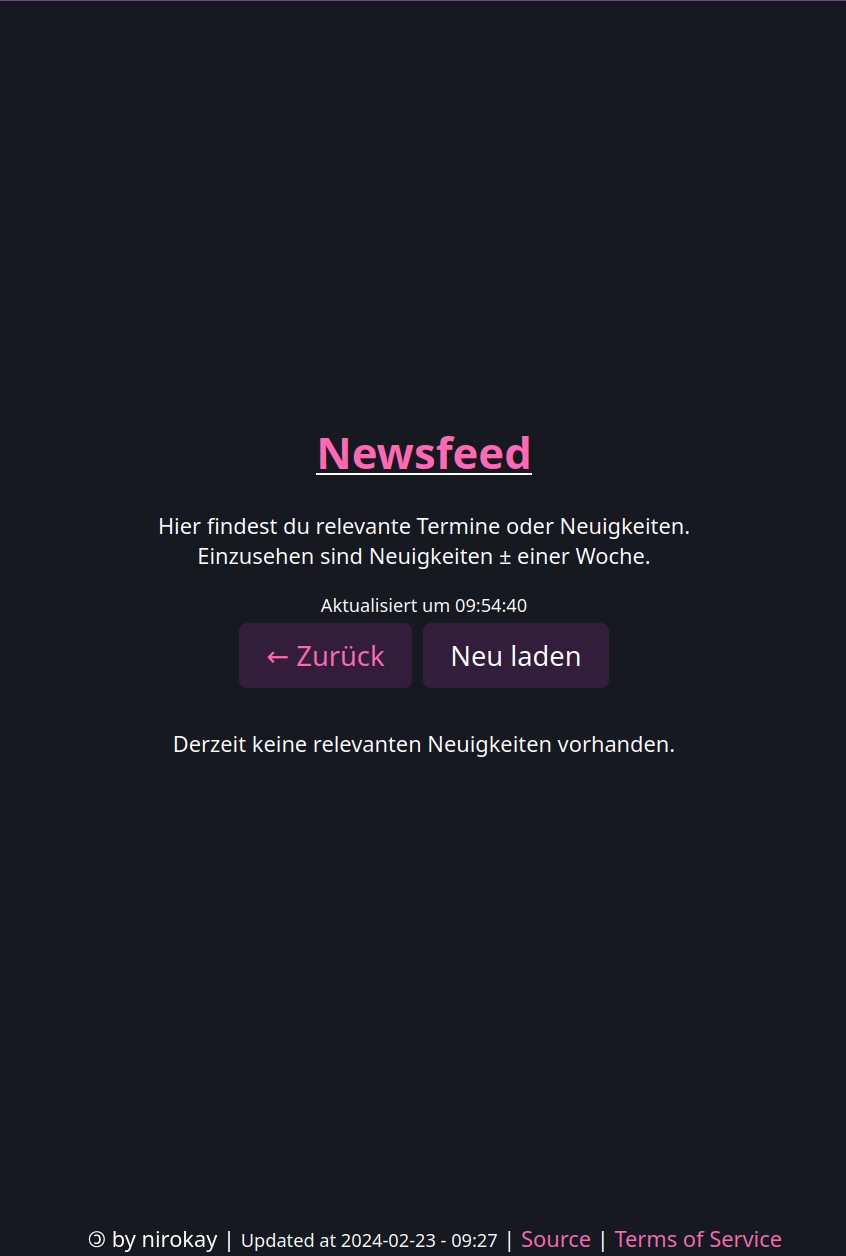 Newsfeed
Hier findest du relevante Termine oder Neuigkeiten.
Einzusehen sind Neuigkeiten ± einer Woche.
Aktualisiert um 09:54:40
← Zurück Neu laden
Derzeit keine relevanten Neuigkeiten vorhanden.
🄯 by nirokay | Updated at 2024-02-23 - 09:27 | Source | Terms of Service